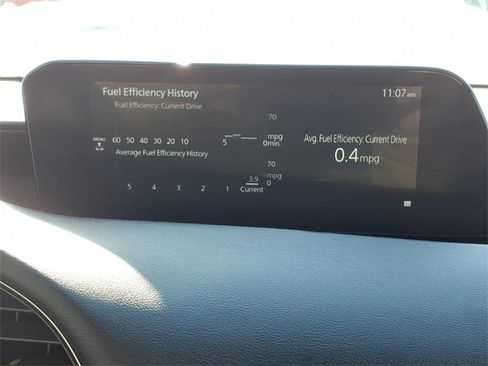 Fuel Efficiency History
11:07 am
Fuel Efficiency: Current Drive
70
MENU
60 50 40 30 20 10
5
mpg
0min.
Avg. Fuel Efficiency: Current Drive
0.4 mpg
Average Fuel Efficiency History
70
mpg
5 4 3 2 1
3.9
0
Current